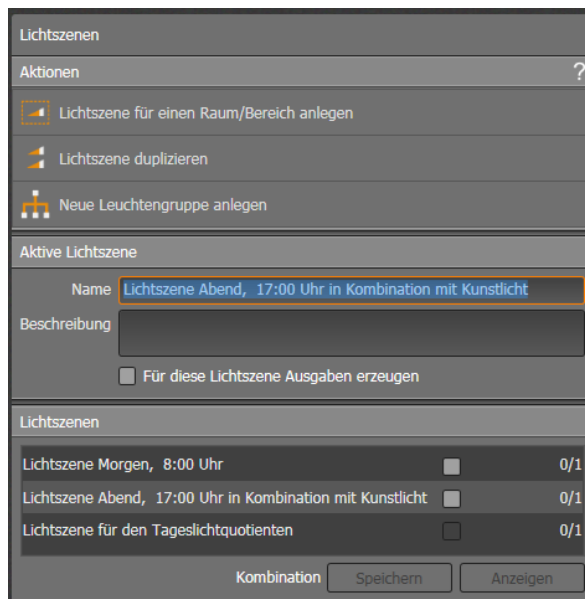 Lichtszenen
Aktionen ?
Lichtszene für einen Raum/Bereich anlegen
Lichtszene duplizieren
Neue Leuchtengruppe anlegen
Aktive Lichtszene
Name Lichtszene Abend,  17:00 Uhr in Kombination mit Kunstlicht
Beschreibung
Für diese Lichtszene Ausgaben erzeugen
Lichtszenen
Lichtszene Morgen,  8:00 Uhr 0/1
Lichtszene Abend,  17:00 Uhr in Kombination mit Kunstlicht 0/1
Lichtszene für den Tageslichtquotienten 0/1
Kombination Speichern Anzeigen